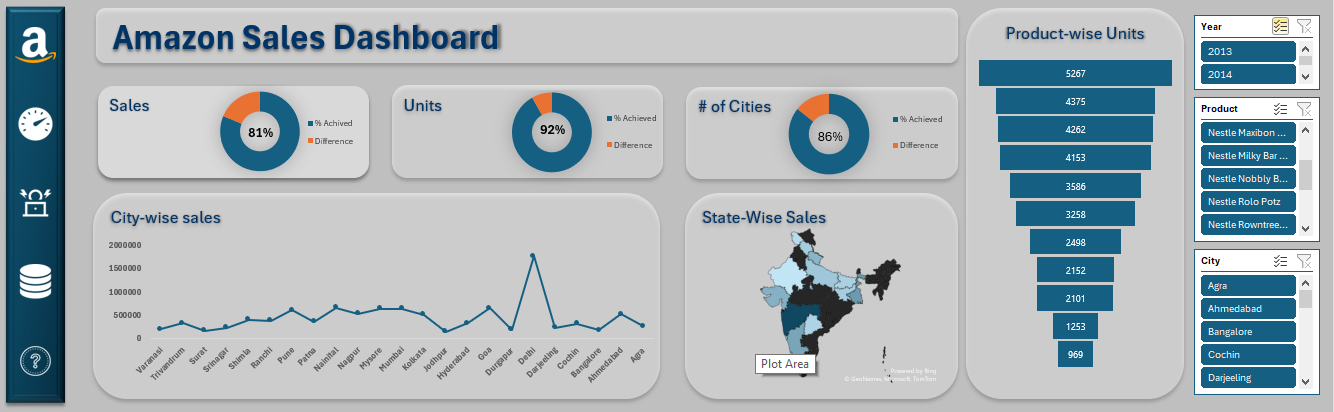 a
Amazon Sales Dashboard
Sales
81%
% Achived
Difference
Units
92%
% Achieved
Difference
# of Cities
86%
% Achieved
Difference
City-wise sales
2000000
1500000
1000000
500000
0
Varanasi
Trivandrum
Surat
Srinagar
Shimla
Ranchi
Pune
Patna
Nainital
Nagpur
Mysore
Mumbai
Kolkata
Jodhpur
Hyderabad
Goa
Durgapur
Delhi
Darjeeling
Cochin
Bangalore
Ahmedabad
Agra
State-Wise Sales
Plot Area
Powered by Bing
© GeoNames, Microsoft, TomTom
Product-wise Units
5267
4375
4262
4153
3586
3258
2498
2152
2101
1253
969
Year
2013
2014
Product
Nestle Maxibon ...
Nestle Milky Bar ...
Nestle Nobbly B...
Nestle Rolo Potz
Nestle Rowntree...
City
Agra
Ahmedabad
Bangalore
Cochin
Darjeeling
?